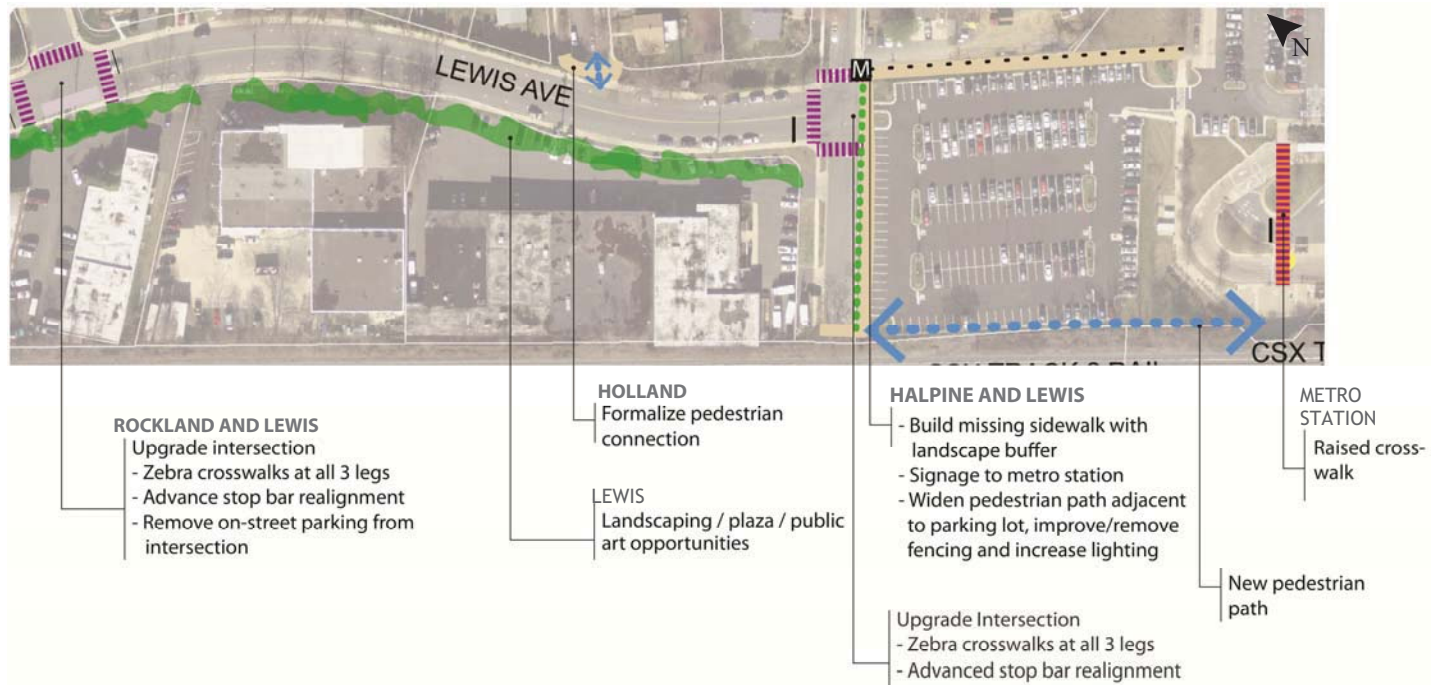 N
LEWIS AVE
M
CSX T
ROCKLAND AND LEWIS
Upgrade intersection
- Zebra crosswalks at all 3 legs
- Advance stop bar realignment
- Remove on-street parking from
intersection
HOLLAND
Formalize pedestrian
connection
LEWIS
Landscaping / plaza / public
art opportunities
HALPINE AND LEWIS
- Build missing sidewalk with
landscape buffer
- Signage to metro station
- Widen pedestrian path adjacent
to parking lot, improve/remove
fencing and increase lighting
Upgrade Intersection
- Zebra crosswalks at all 3 legs
- Advanced stop bar realignment
METRO
STATION
Raised cross-
walk
New pedestrian
path